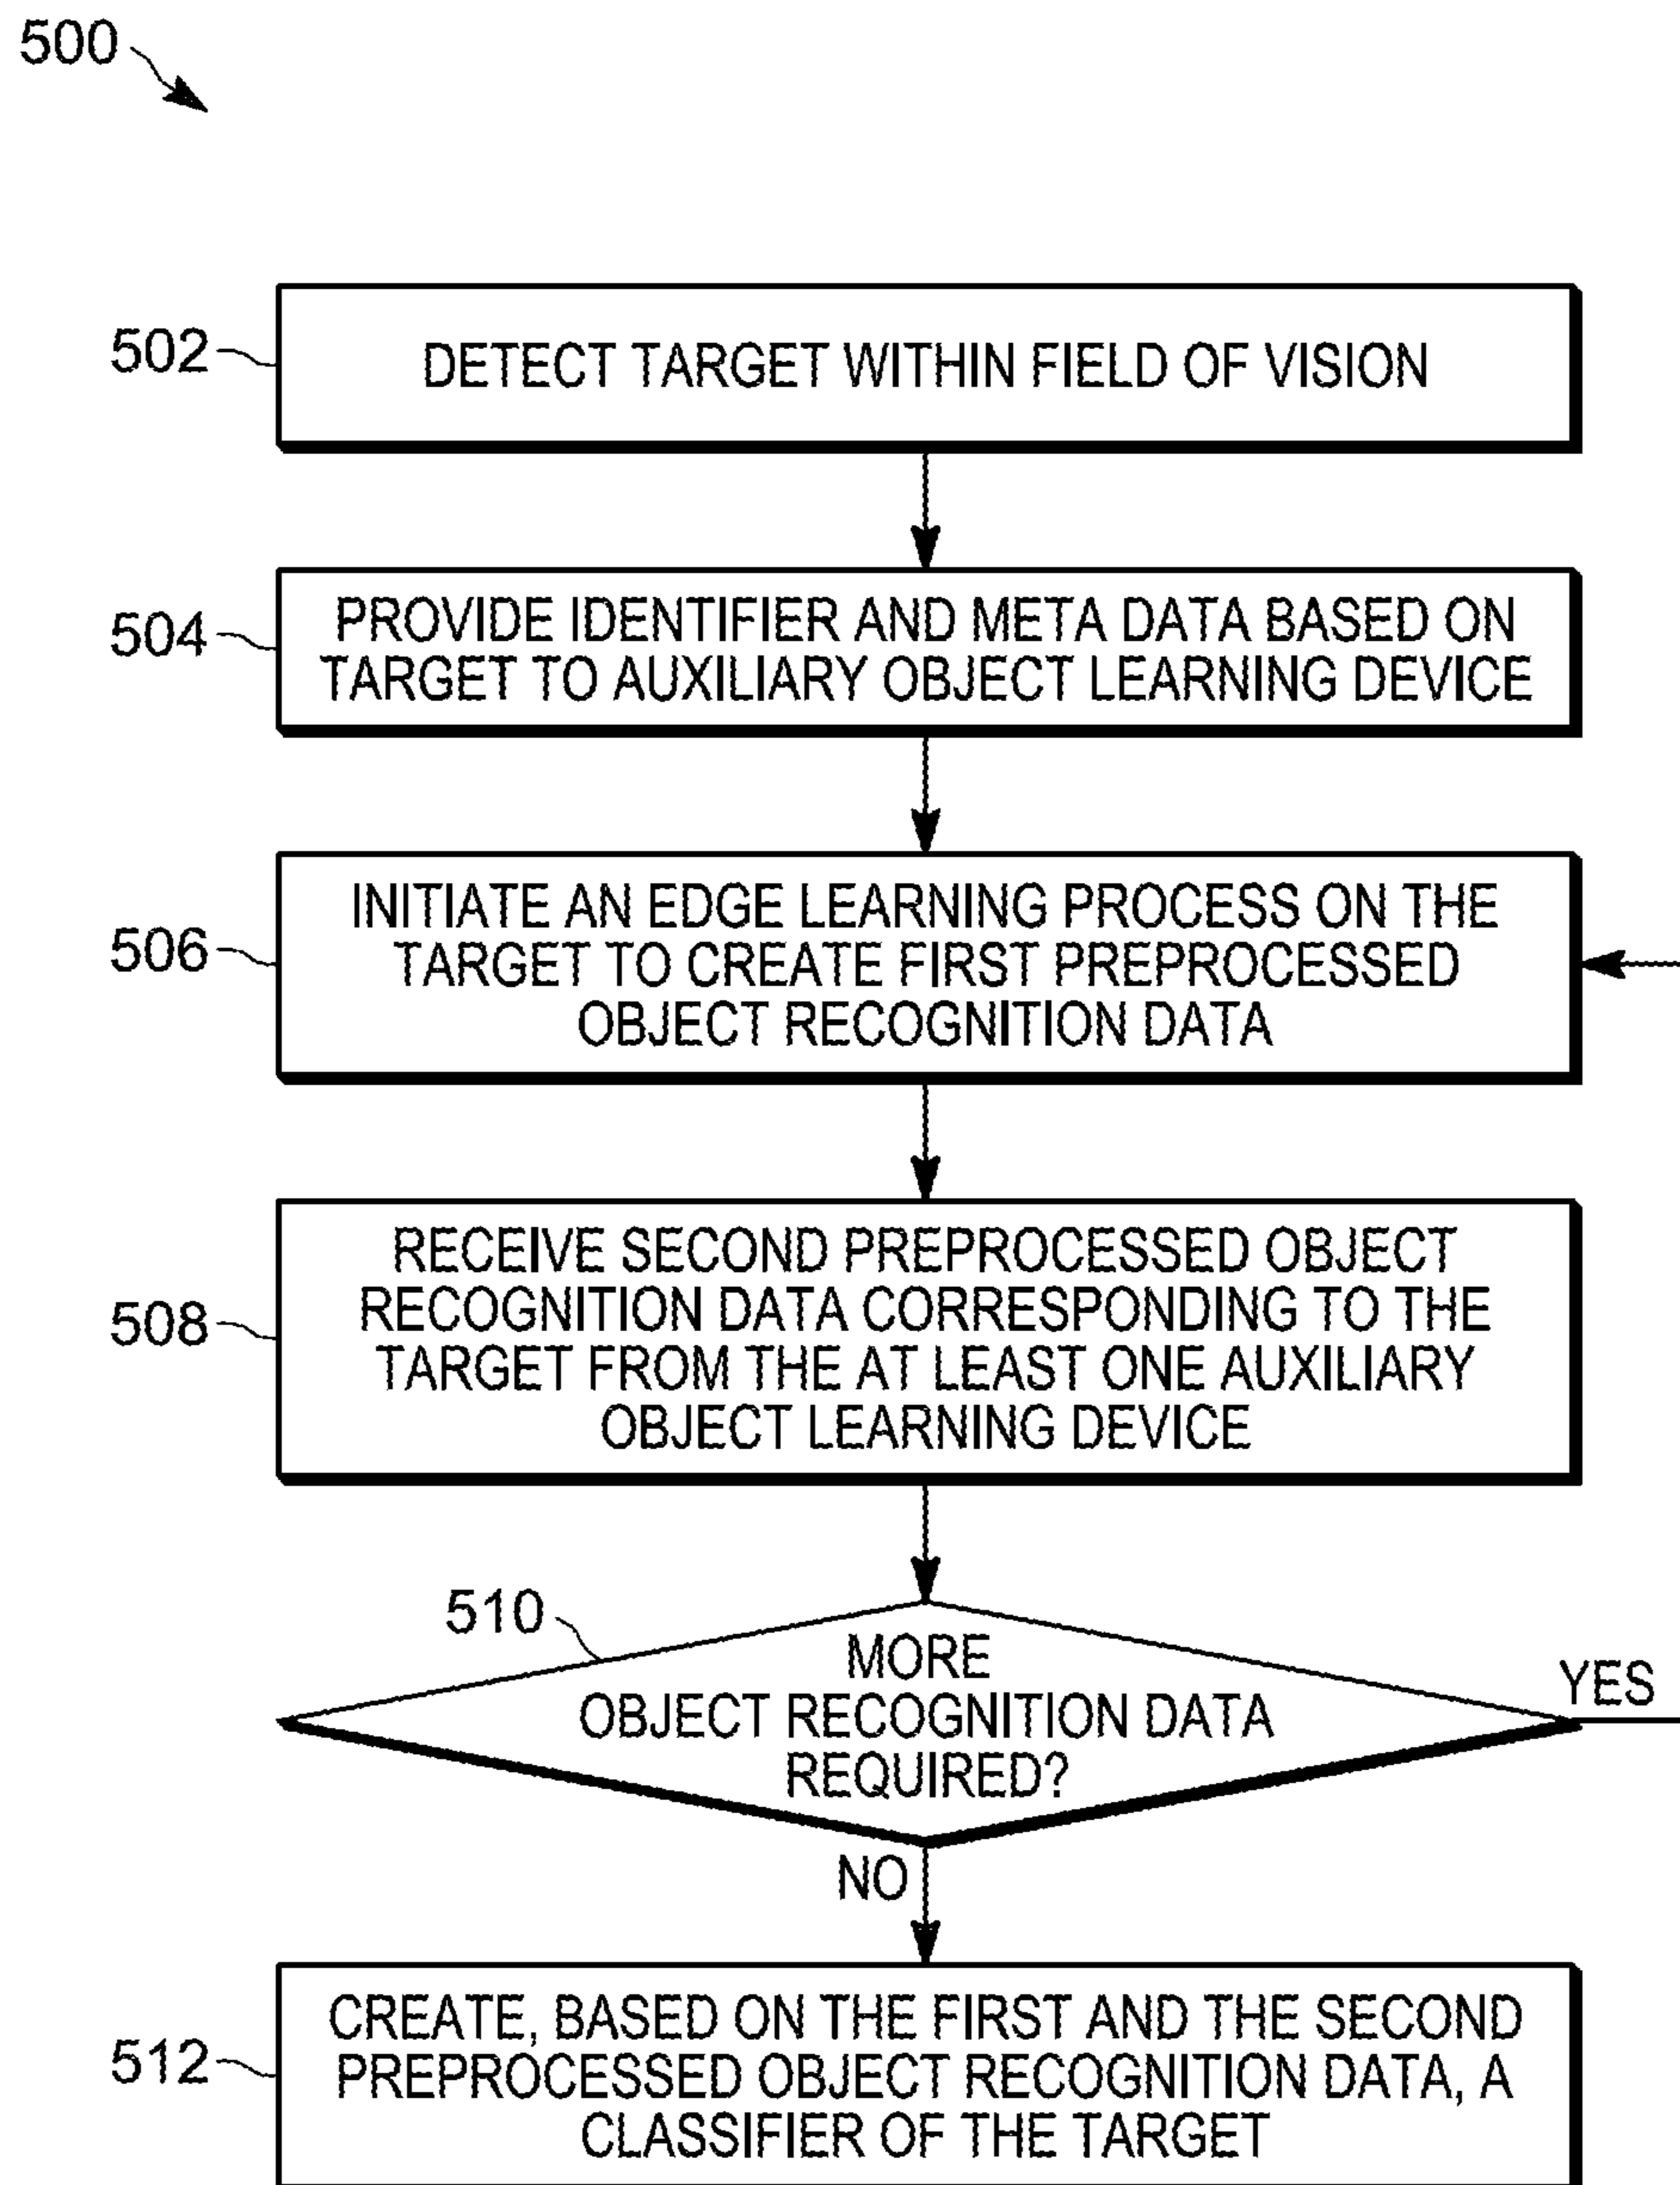 500
502
DETECT TARGET WITHIN FIELD OF VISION
504
PROVIDE IDENTIFIER AND META DATA BASED ON
TARGET TO AUXILIARY OBJECT LEARNING DEVICE
506
INITIATE AN EDGE LEARNING PROCESS ON THE
TARGET TO CREATE FIRST PREPROCESSED
OBJECT RECOGNITION DATA
508
RECEIVE SECOND PREPROCESSED OBJECT
RECOGNITION DATA CORRESPONDING TO THE
TARGET FROM THE AT LEAST ONE AUXILIARY
OBJECT LEARNING DEVICE
510
MORE
OBJECT RECOGNITION DATA
REQUIRED?
YES
NO
512
CREATE, BASED ON THE FIRST AND THE SECOND
PREPROCESSED OBJECT RECOGNITION DATA, A
CLASSIFIER OF THE TARGET